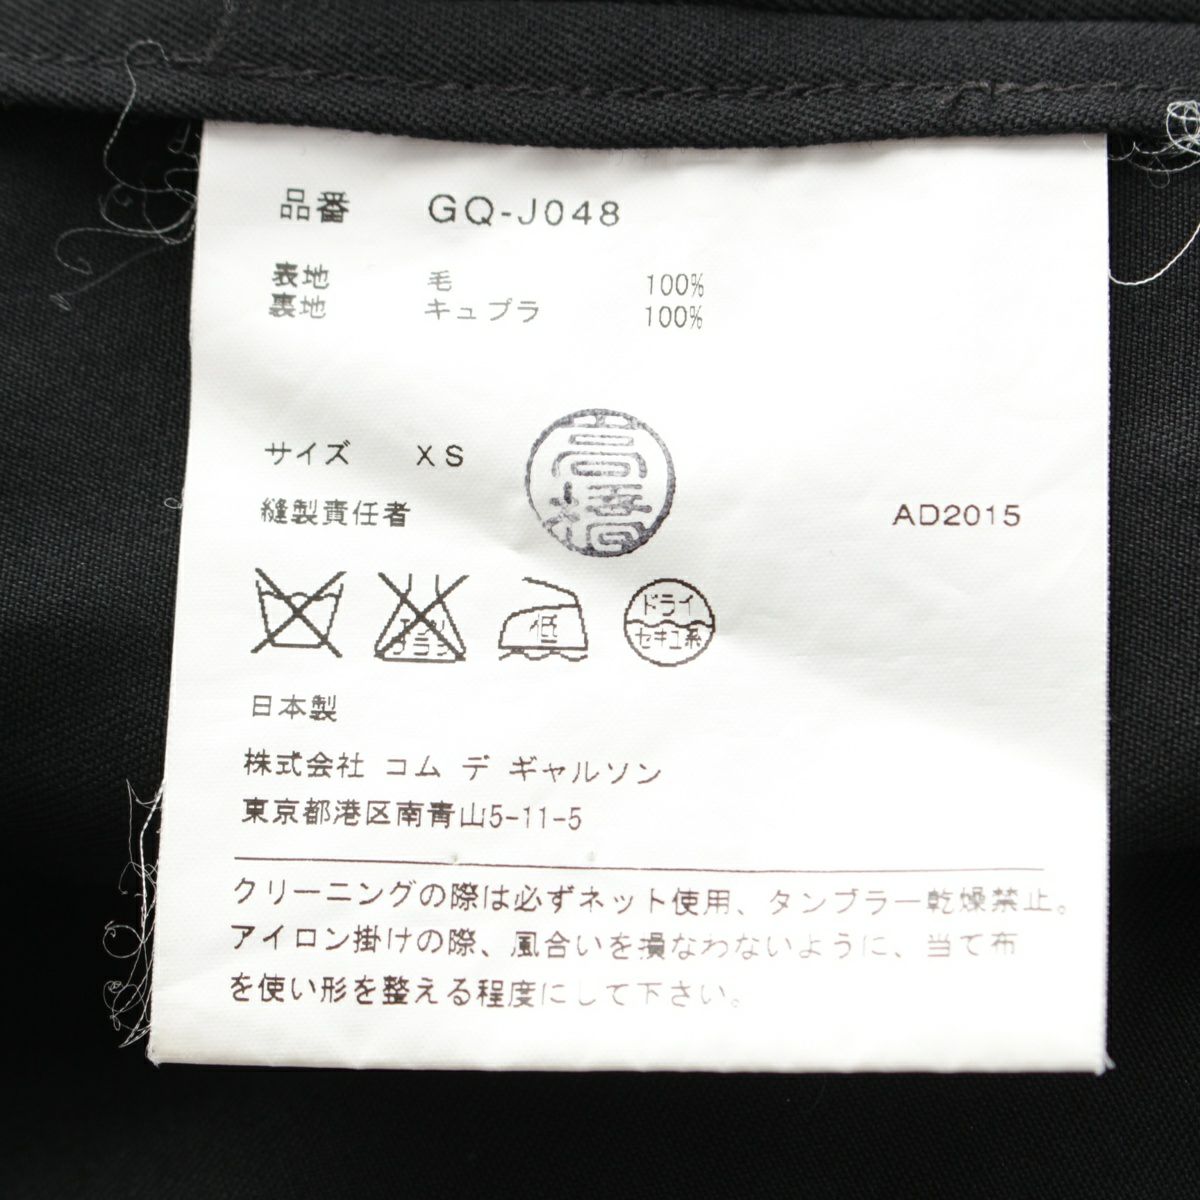 品番 GQ-J048
表地 毛 100%
裏地 キュプラ 100%
サイズ XS
高橋
縫製責任者 AD2015
エンソ
サラシ
低
ドライ
セキユ系
日本製
株式会社 コム デ ギャルソン
東京都港区南青山5-11-5
クリーニングの際は必ずネット使用、タンブラー乾燥禁止。
アイロン掛けの際、風合いを損なわないように、当て布
を使い形を整える程度にして下さい。